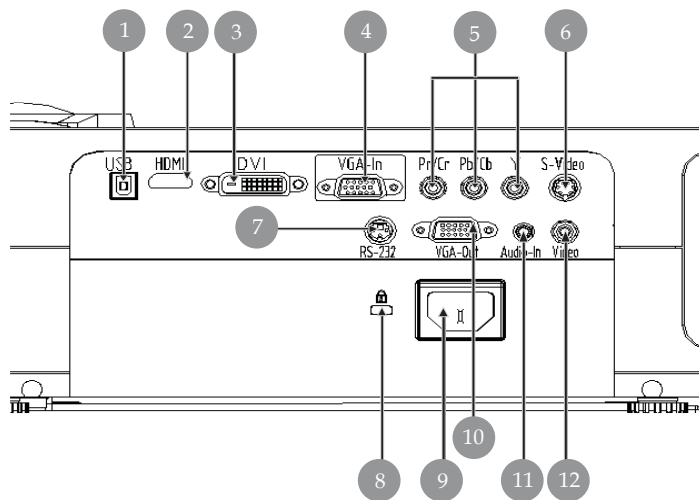 1 2 3 4 5 6
USB HDMI DVI VGA-In Pr/Cr Pb/Cb Y S-Video
7
RS-232 VGA-Out Audio-In Video
8 9 10 11 12